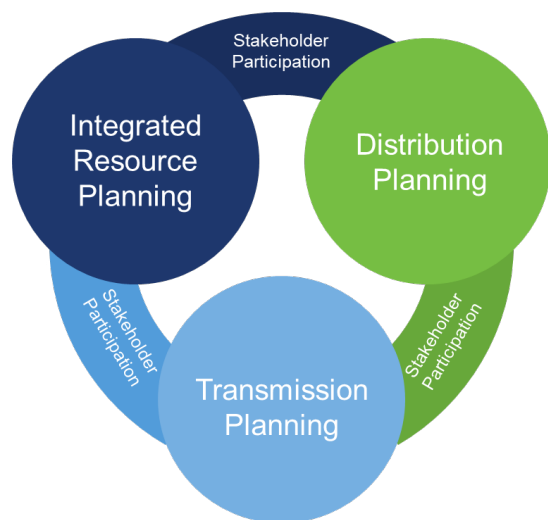 Stakeholder
Participation
Integrated
Resource
Planning
Distribution
Planning
Stakeholder
Participation
Stakeholder
Participation
Transmission
Planning